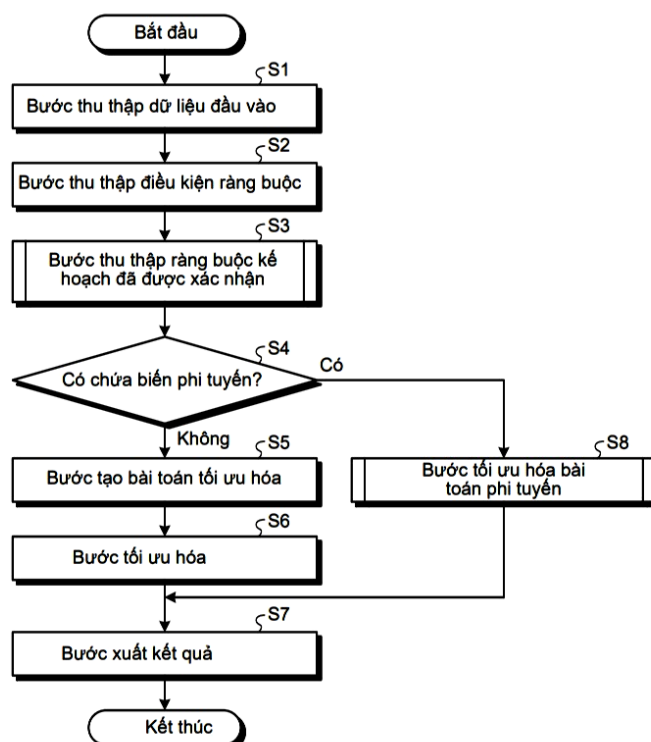 Bắt đầu
S1
Bước thu thập dữ liệu đầu vào
S2
Bước thu thập điều kiện ràng buộc
S3
Bước thu thập ràng buộc kế
hoạch đã được xác nhận
S4
Có chứa biến phi tuyến?
Có
Không
S5
Bước tạo bài toán tối ưu hóa
S8
Bước tối ưu hóa bài
toán phi tuyến
S6
Bước tối ưu hóa
S7
Bước xuất kết quả
Kết thúc